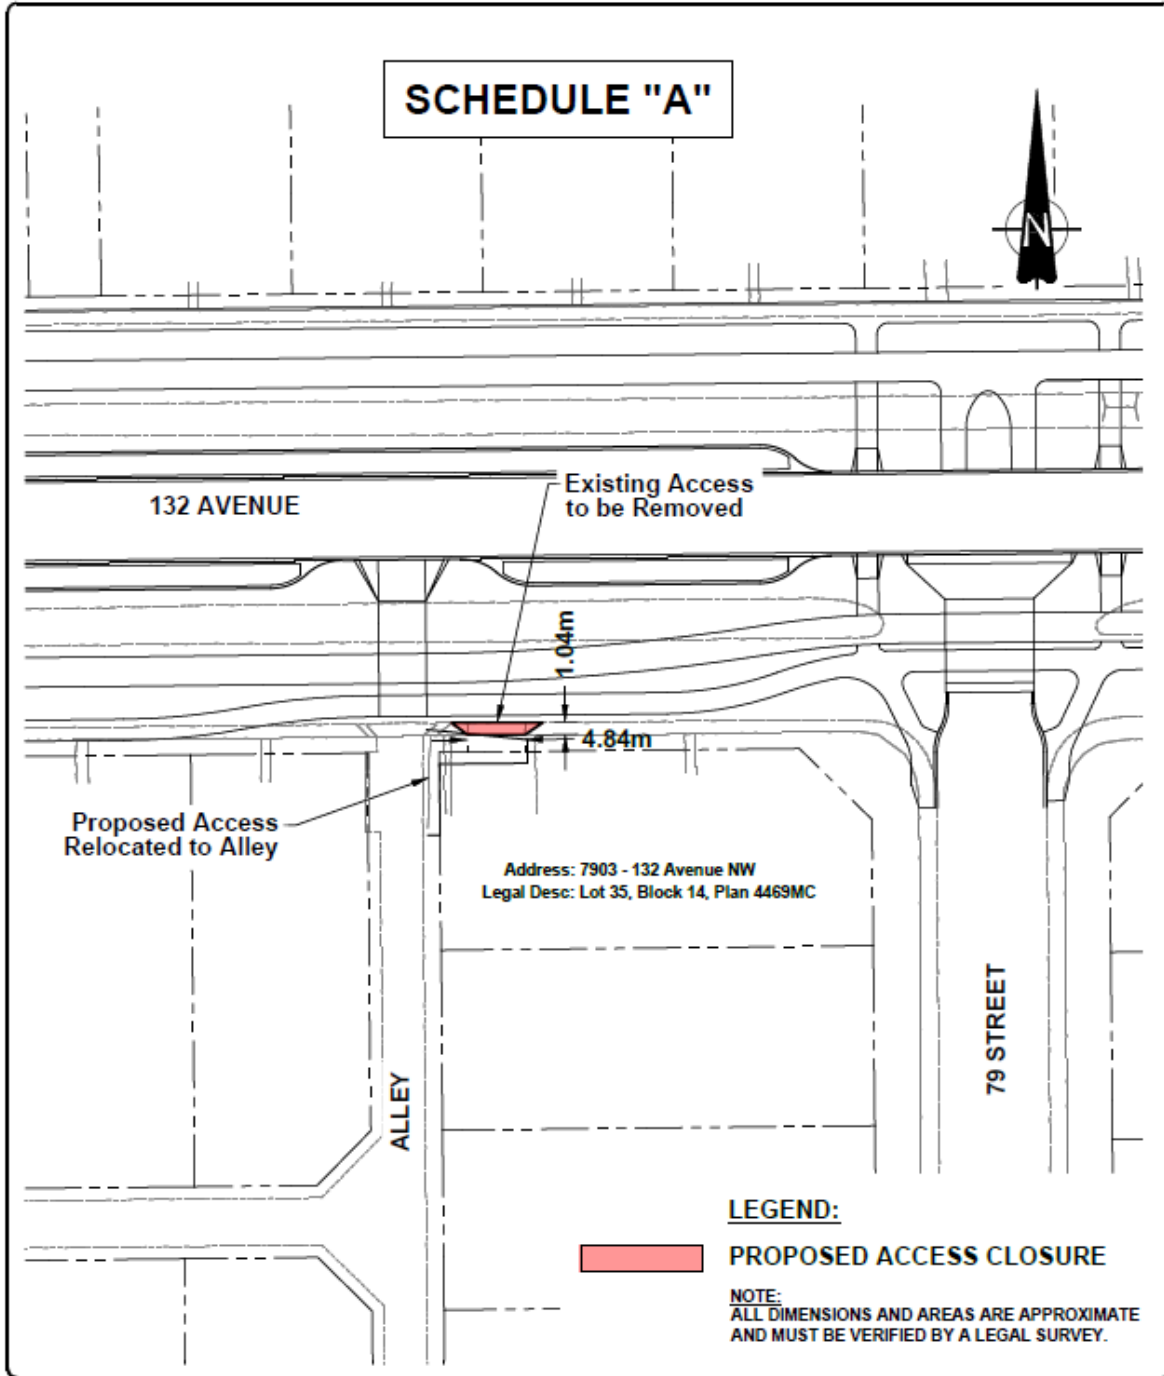 SCHEDULE "A"
N
Existing Access
to be Removed
132 AVENUE
1.04m
4.84m
Proposed Access
Relocated to Alley
Address: 7903 - 132 Avenue NW
Legal Desc: Lot 35, Block 14, Plan 4469MC
79 STREET
ALLEY
LEGEND:
PROPOSED ACCESS CLOSURE
NOTE:
ALL DIMENSIONS AND AREAS ARE APPROXIMATE
AND MUST BE VERIFIED BY A LEGAL SURVEY.